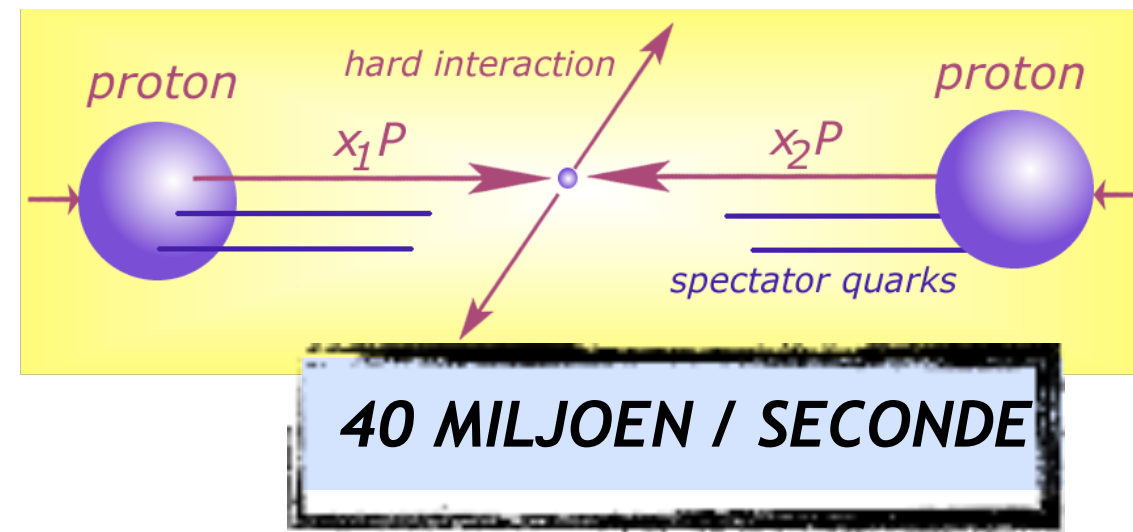 hard interaction
proton
proton
x1P
x2P
spectator quarks
40 MILJOEN / SECONDE